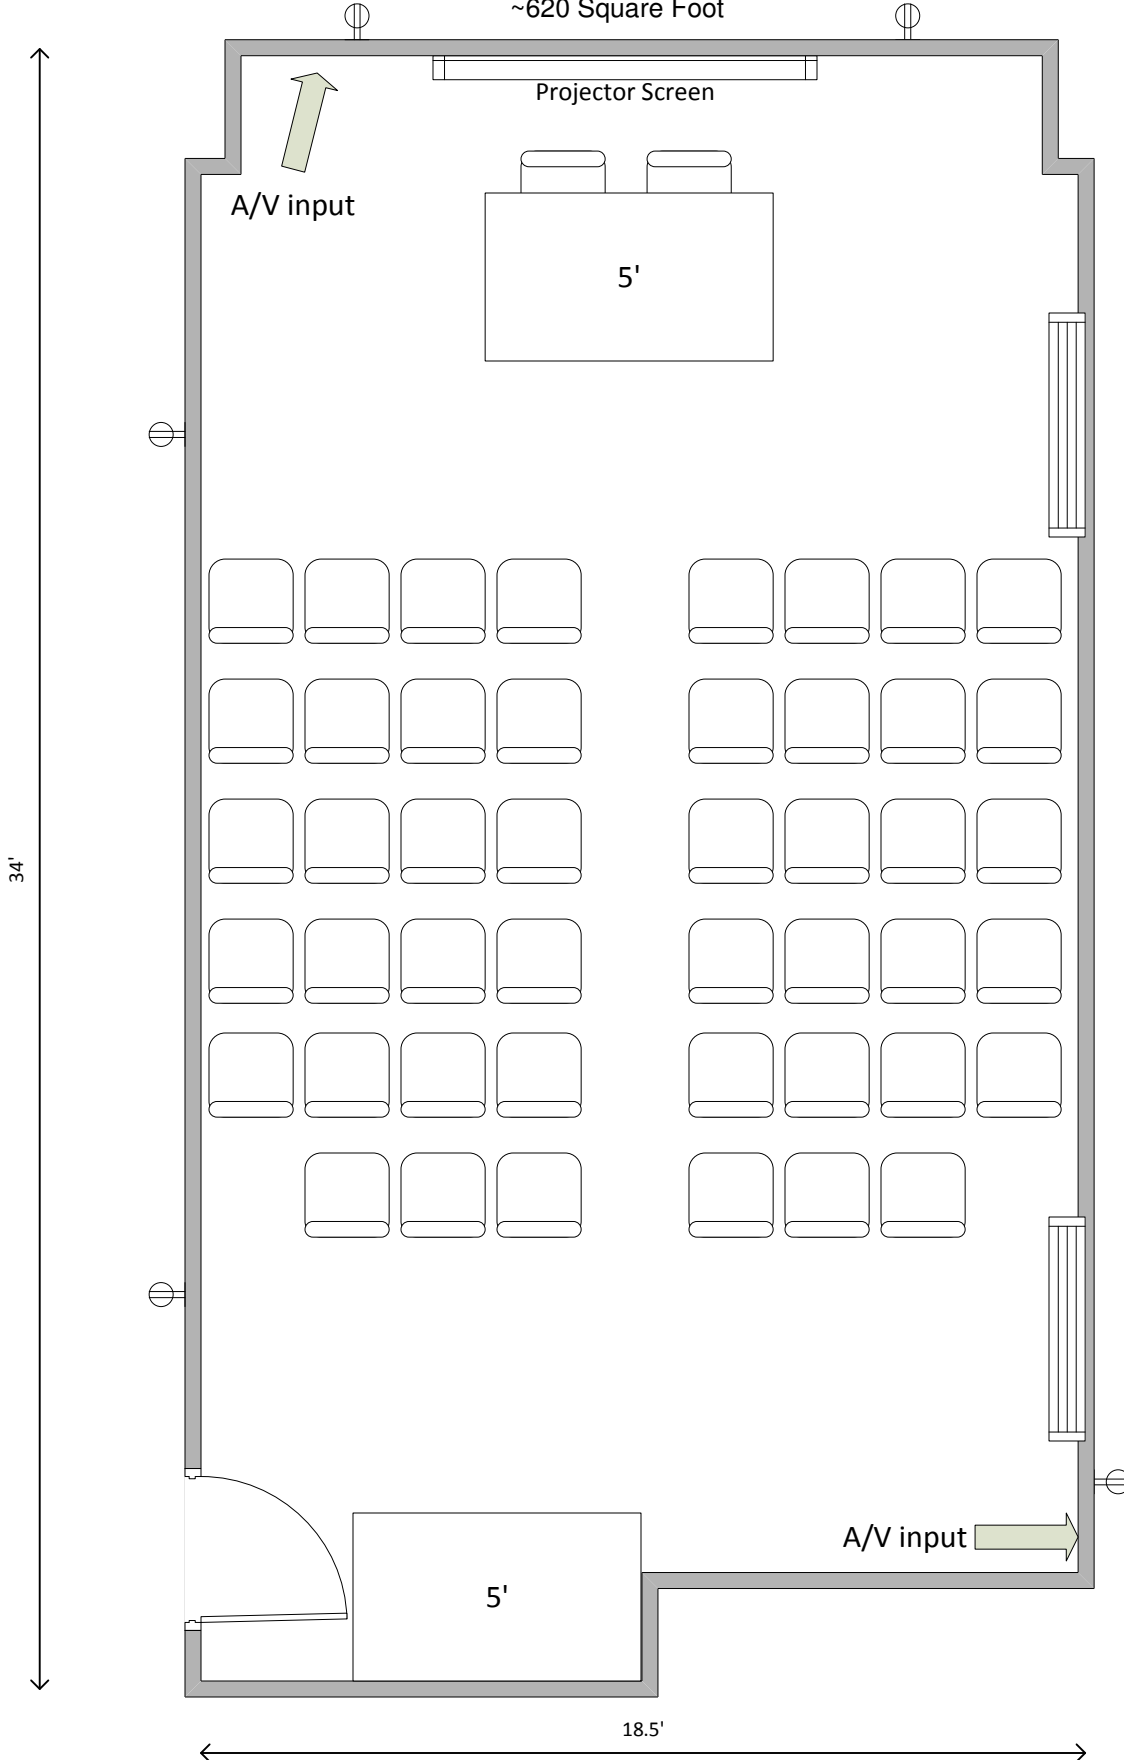 ~620 Square Foot
Projector Screen
A/V input
5'
34'
A/V input
5'
18.5'